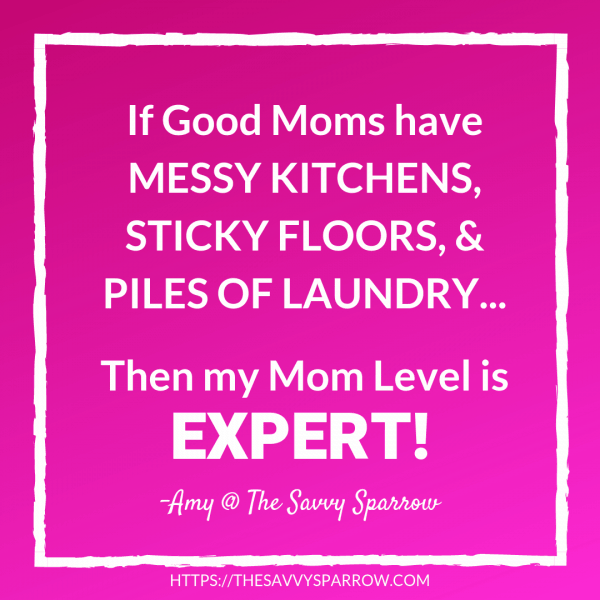 If Good Moms have
MESSY KITCHENS,
STICKY FLOORS, &
PILES OF LAUNDRY...
Then my Mom Level is
EXPERT!
-Amy @ The Savvy Sparrow
HTTPS://THESAVVYSPARROW.COM